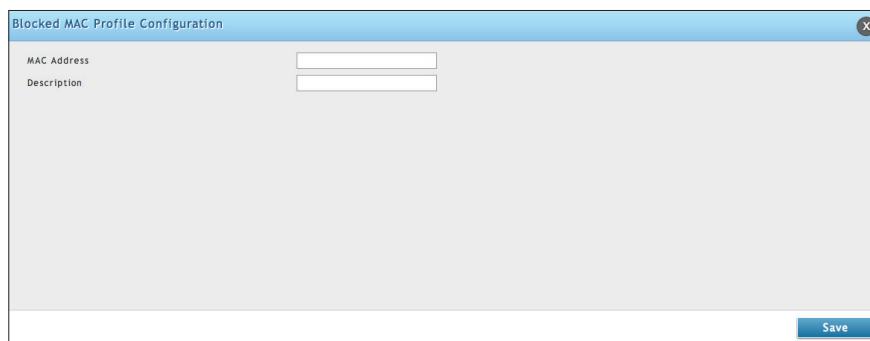 Blocked MAC Profile Configuration
X
MAC Address
Description
Save